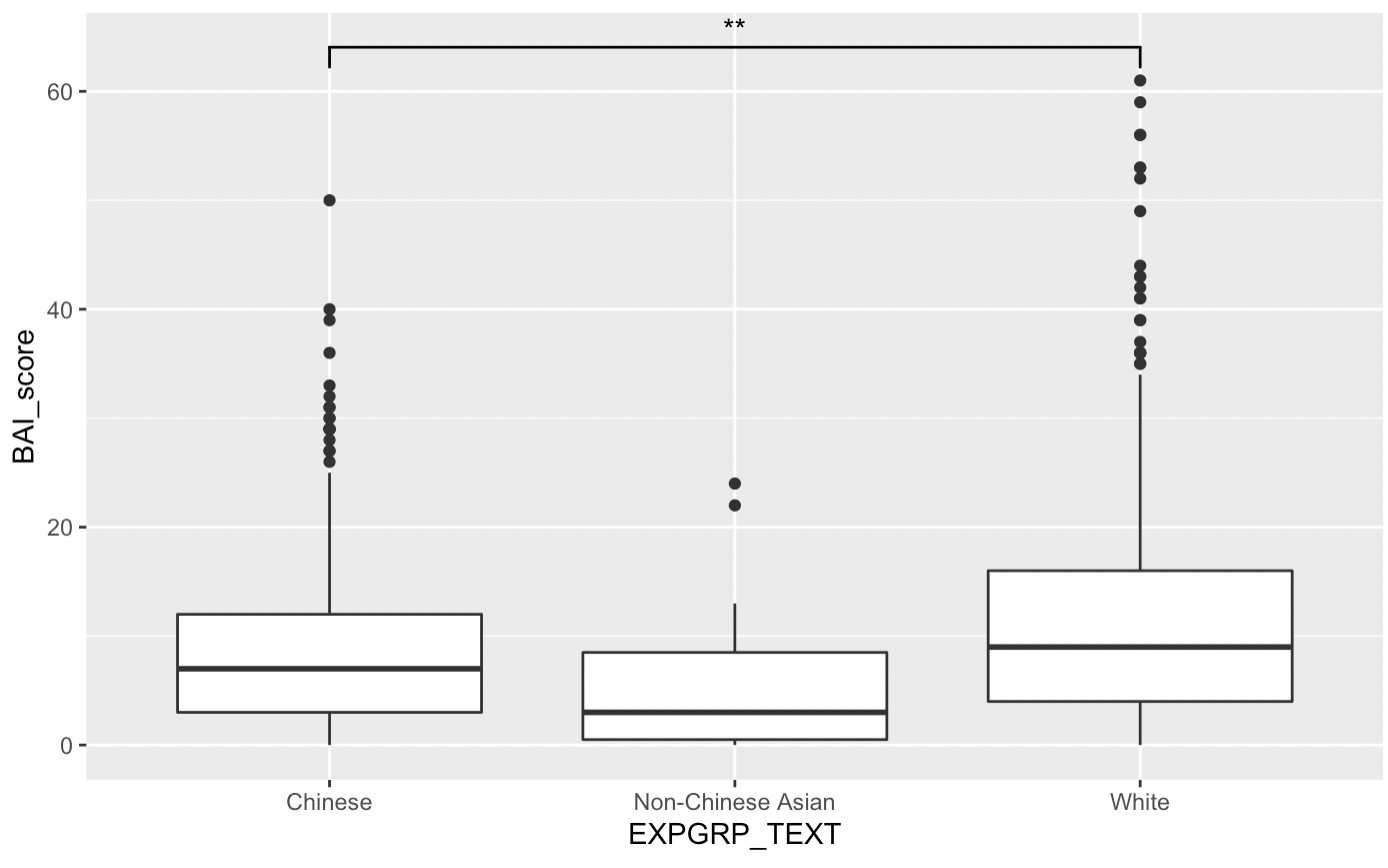 **
60
40
20
0
BAI_score
Chinese
Non-Chinese Asian
White
EXPGRP_TEXT